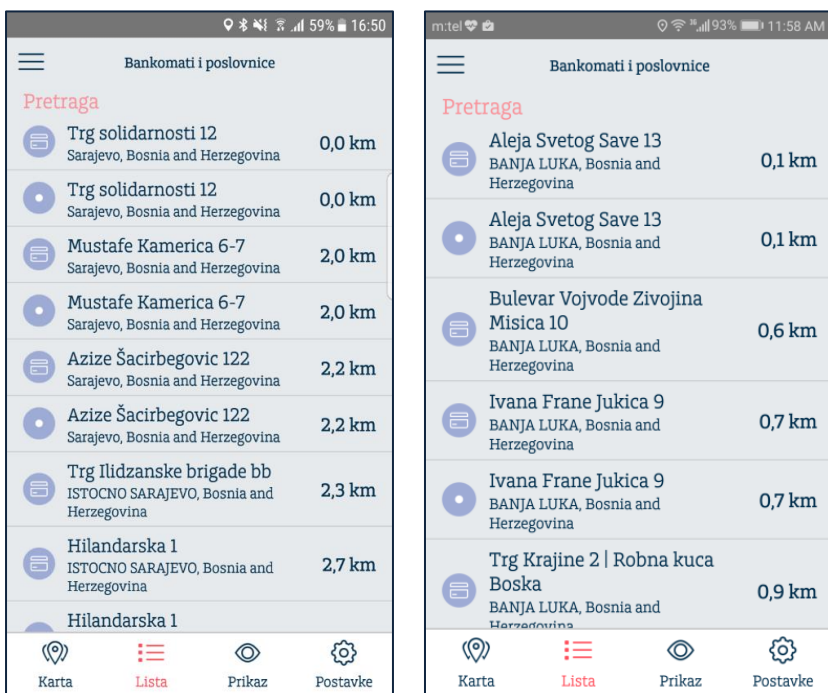 59% 16:50
Bankomati i poslovnice
Pretraga
Trg solidarnosti 12
Sarajevo, Bosnia and Herzegovina
0,0 km
Trg solidarnosti 12
Sarajevo, Bosnia and Herzegovina
0,0 km
Mustafe Kamerica 6-7
Sarajevo, Bosnia and Herzegovina
2,0 km
Mustafe Kamerica 6-7
Sarajevo, Bosnia and Herzegovina
2,0 km
Azize Šacirbegovic 122
Sarajevo, Bosnia and Herzegovina
2,2 km
Azize Šacirbegovic 122
Sarajevo, Bosnia and Herzegovina
2,2 km
Trg Ilidzanske brigade bb
ISTOCNO SARAJEVO, Bosnia and
Herzegovina
2,3 km
Hilandarska 1
ISTOCNO SARAJEVO, Bosnia and
Herzegovina
2,7 km
Hilandarska 1
Karta Lista Prikaz Postavke
m:tel 93% 11:58 AM
Bankomati i poslovnice
Pretraga
Aleja Svetog Save 13
BANJA LUKA, Bosnia and
Herzegovina
0,1 km
Aleja Svetog Save 13
BANJA LUKA, Bosnia and
Herzegovina
0,1 km
Bulevar Vojvode Zivojina
Misica 10
BANJA LUKA, Bosnia and
Herzegovina
0,6 km
Ivana Frane Jukica 9
BANJA LUKA, Bosnia and
Herzegovina
0,7 km
Ivana Frane Jukica 9
BANJA LUKA, Bosnia and
Herzegovina
0,7 km
Trg Krajine 2 | Robna kuca
Boska
BANJA LUKA, Bosnia and
Herzegovina
0,9 km
Karta Lista Prikaz Postavke